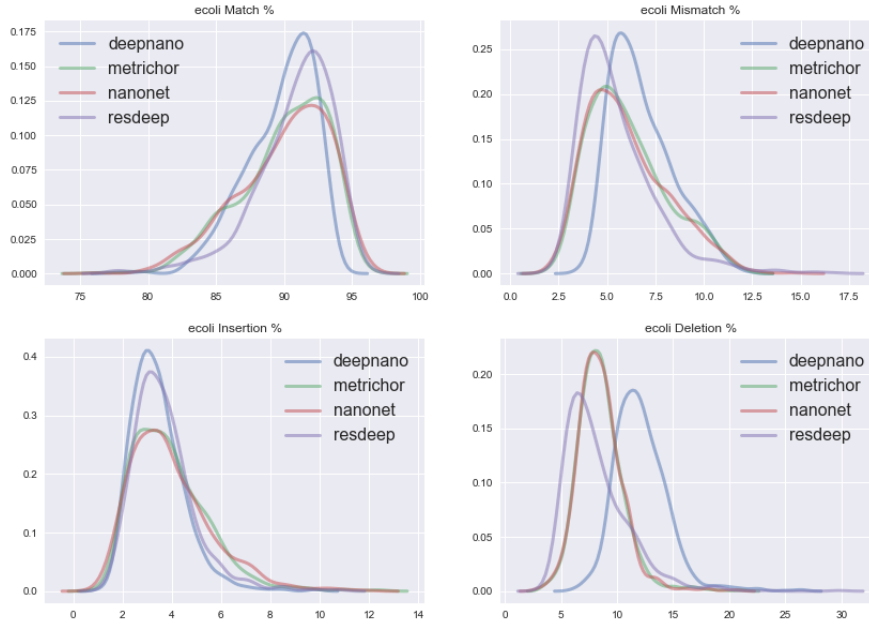 ecoli Match %
0.175
0.150
0.125
0.100
0.075
0.050
0.025
0.000
deepnano
metrichor
nanonet
resdeep
75 80 85 90 95 100
ecoli Mismatch %
0.25
0.20
0.15
0.10
0.05
0.00
deepnano
metrichor
nanonet
resdeep
0.0 2.5 5.0 7.5 10.0 12.5 15.0 17.5
ecoli Insertion %
0.4
0.3
0.2
0.1
0.0
deepnano
metrichor
nanonet
resdeep
0 2 4 6 8 10 12 14
ecoli Deletion %
0.20
0.15
0.10
0.05
0.00
deepnano
metrichor
nanonet
resdeep
0 5 10 15 20 25 30